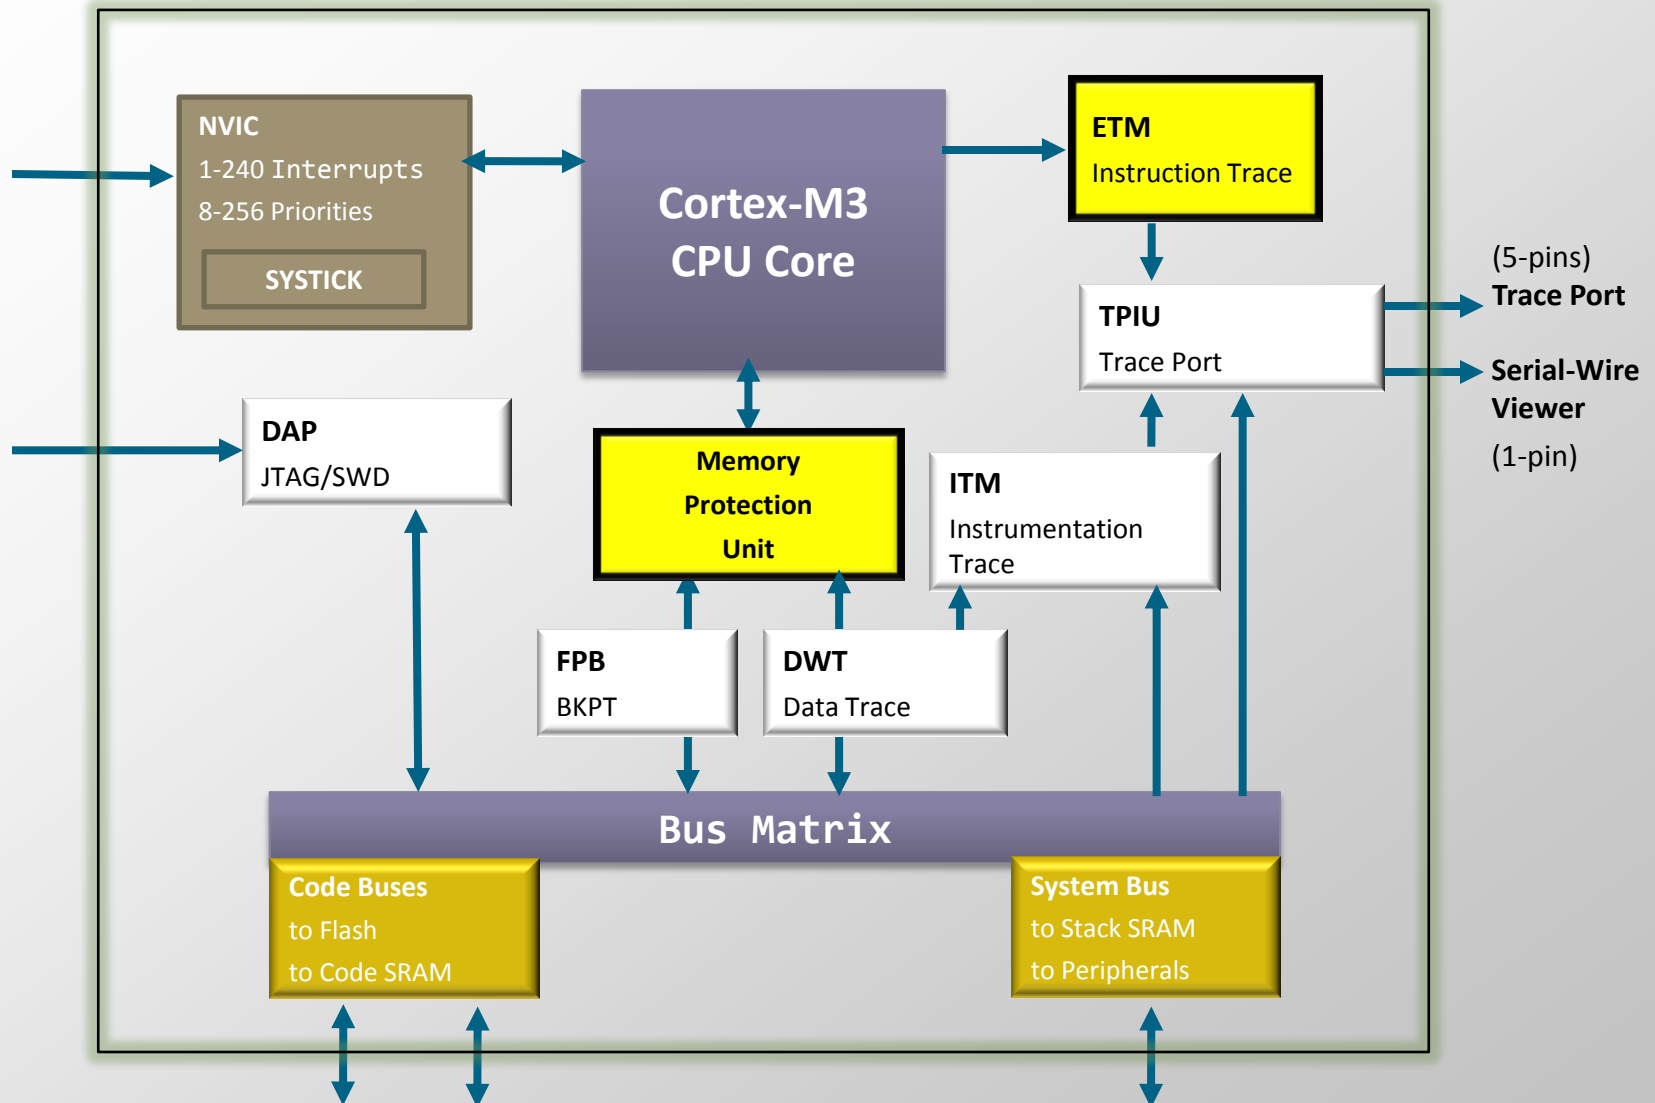 NVIC
1-240 Interrupts
8-256 Priorities
SYSTICK
Cortex-M3
CPU Core
ETM
Instruction Trace
TPIU
Trace Port
(5-pins)
Trace Port
Serial-Wire
Viewer
(1-pin)
DAP
JTAG/SWD
Memory
Protection
Unit
ITM
Instrumentation
Trace
FPB
BKPT
DWT
Data Trace
Bus Matrix
Code Buses
to Flash
to Code SRAM
System Bus
to Stack SRAM
to Peripherals